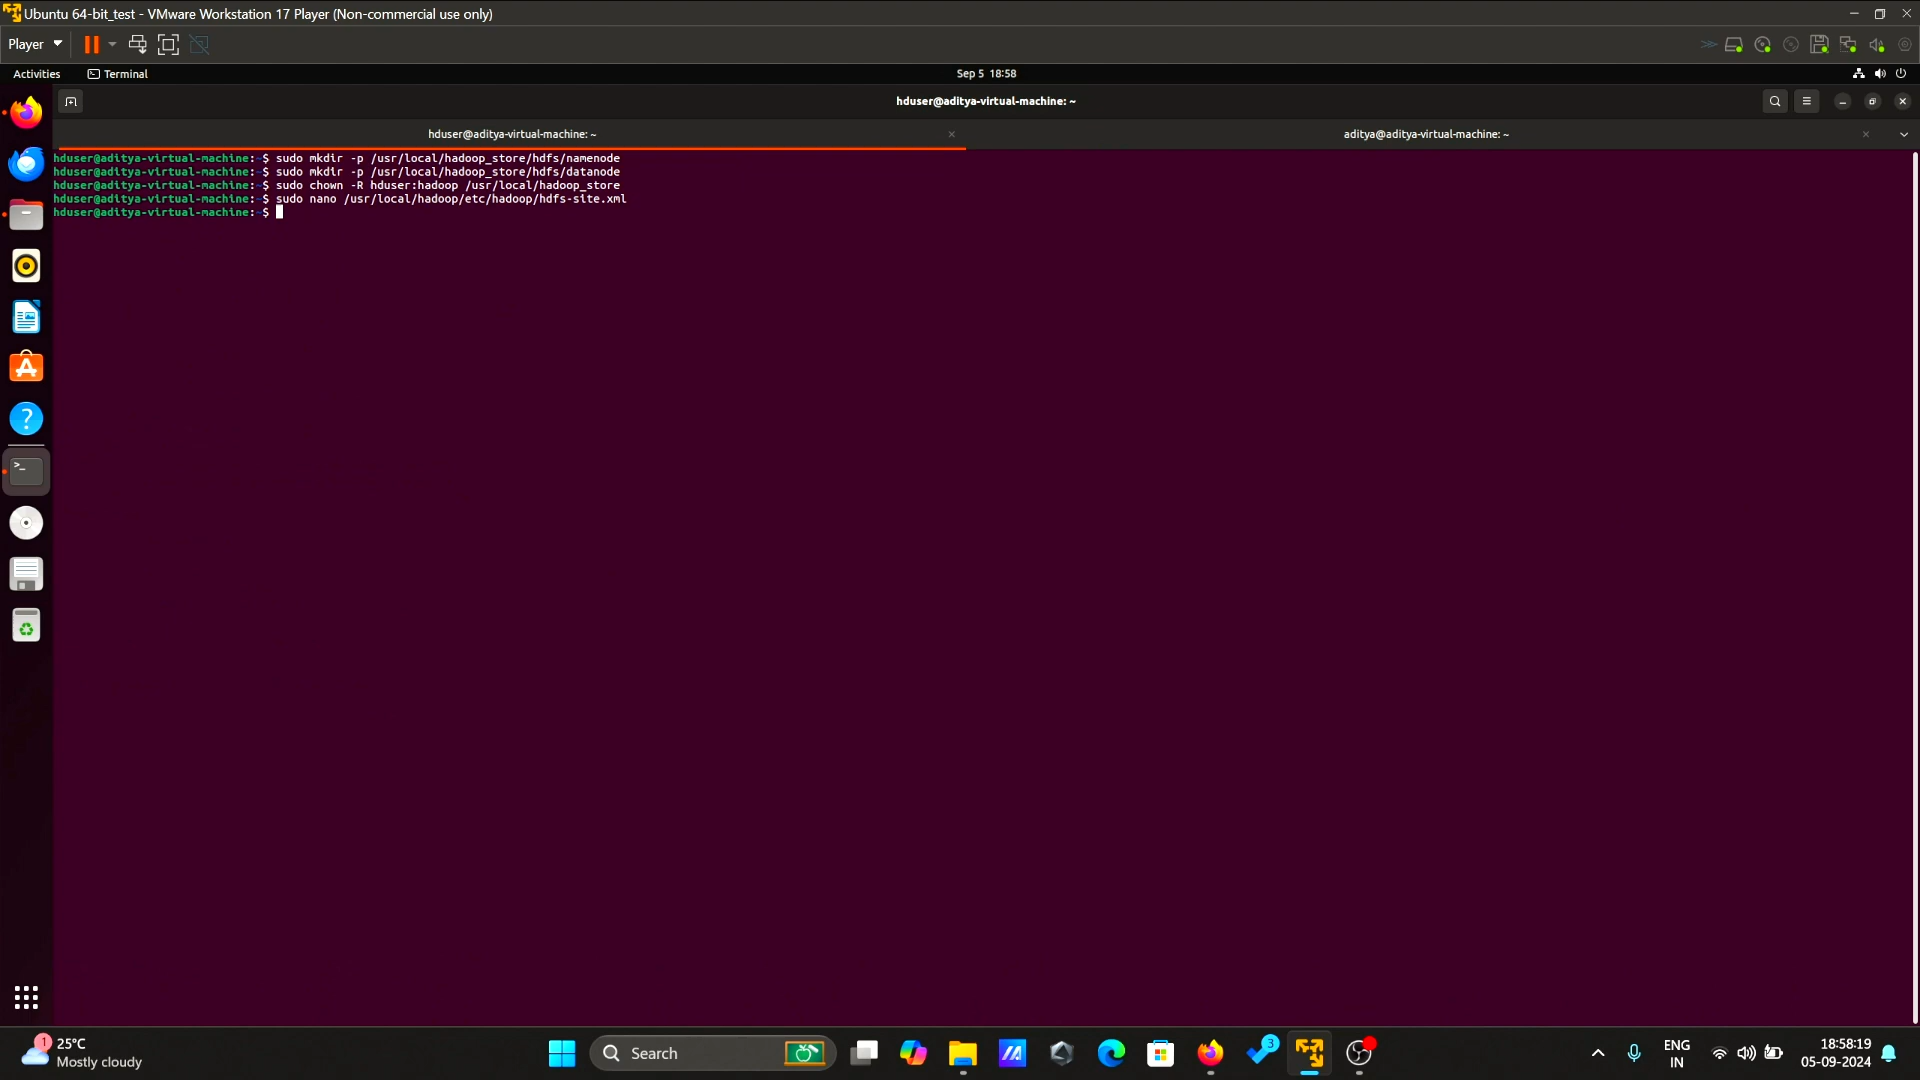 Ubuntu 64-bit_test - VMware Workstation 17 Player (Non-commercial use only)
Player
Activities
Terminal
Sep 5 18:58
hduser@aditya-virtual-machine: ~
hduser@aditya-virtual-machine: ~
aditya@aditya-virtual-machine: ~
hduser@aditya-virtual-machine:~$ sudo mkdir -p /usr/local/hadoop_store/hdfs/namenode
hduser@aditya-virtual-machine:~$ sudo mkdir -p /usr/local/hadoop_store/hdfs/datanode
hduser@aditya-virtual-machine:~$ sudo chown -R hduser:hadoop /usr/local/hadoop_store
hduser@aditya-virtual-machine:~$ sudo nano /usr/local/hadoop/etc/hadoop/hdfs-site.xml
hduser@aditya-virtual-machine:~$
1
25°C
Mostly cloudy
Search
3
ENG
IN
18:58:19
05-09-2024